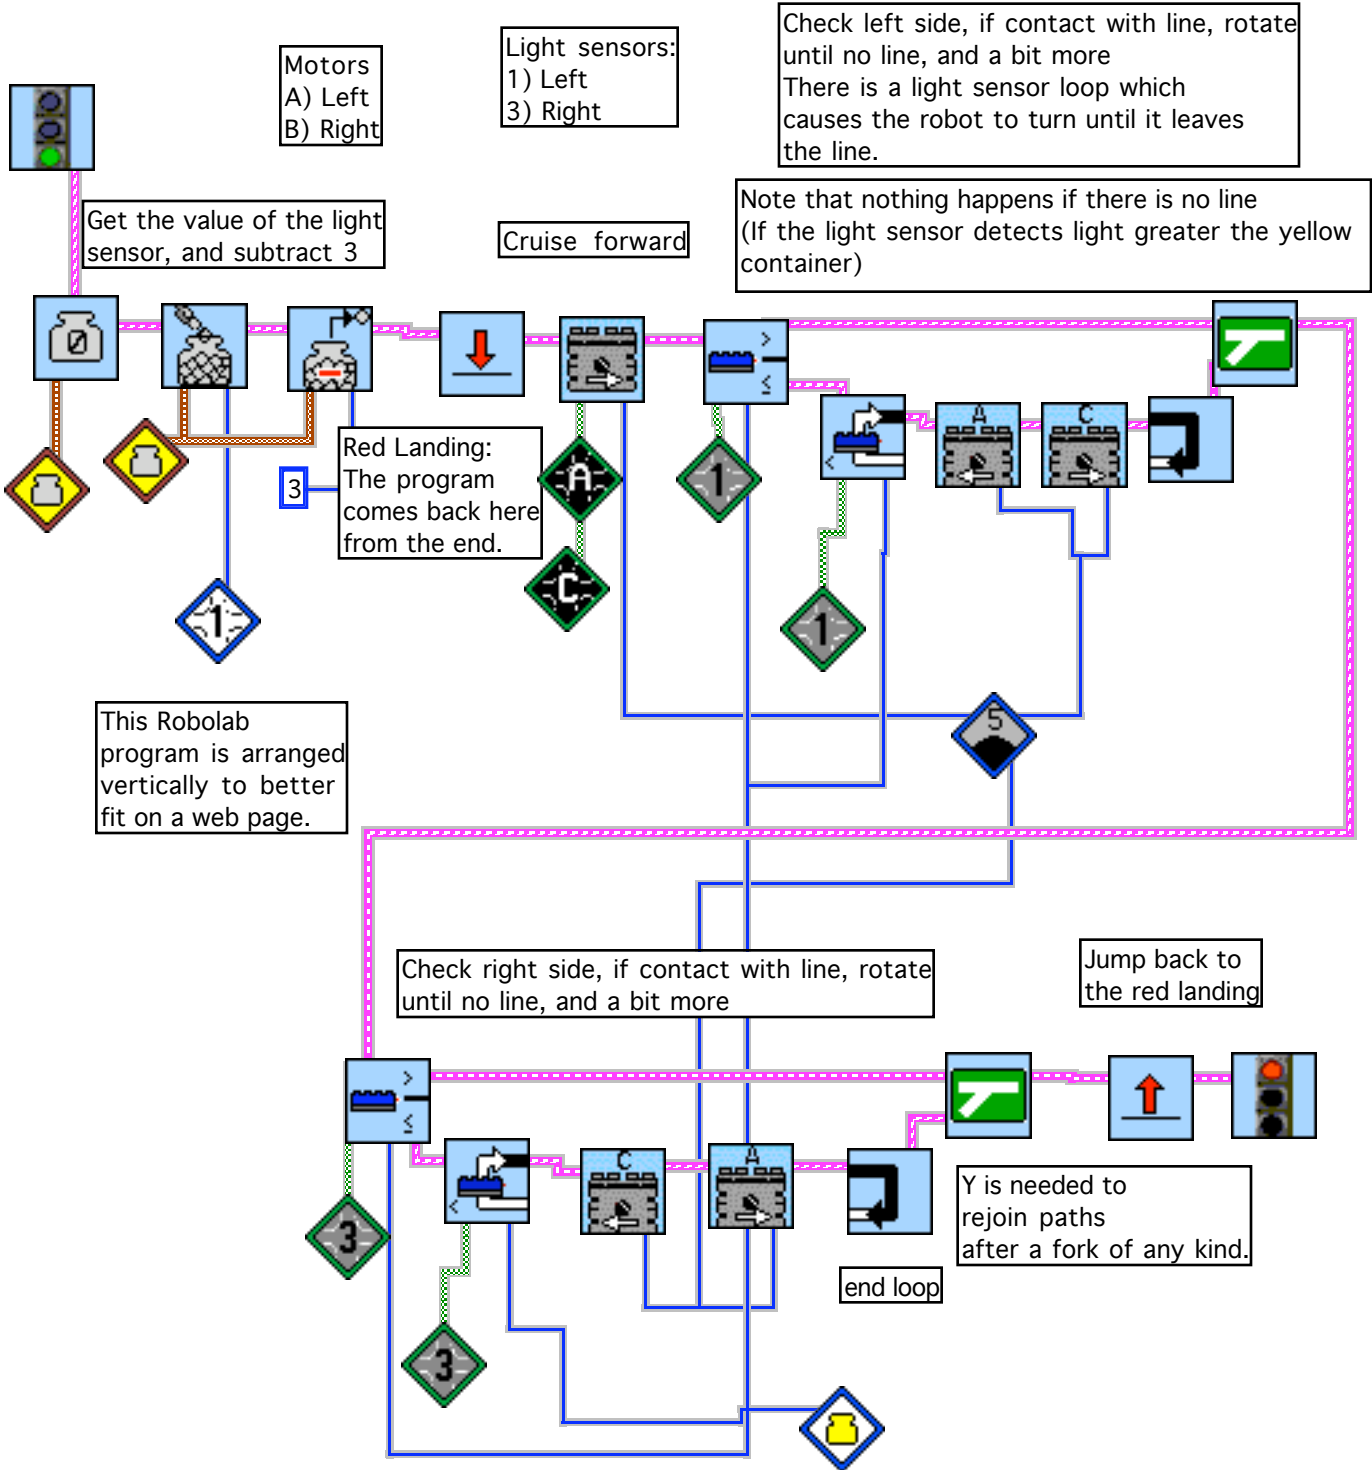 Motors
A) Left
B) Right
Light sensors:
1) Left
3) Right
Check left side, if contact with line, rotate
until no line, and a bit more
There is a light sensor loop which
causes the robot to turn until it leaves
the line.
Get the value of the light
sensor, and subtract 3
Cruise forward
Note that nothing happens if there is no line
(If the light sensor detects light greater the yellow
container)
0
>
≤
<
A
C
3
Red Landing:
The program
comes back here
from the end.
A
C
1
1
1
5
This Robolab
program is arranged
vertically to better
fit on a web page.
Check right side, if contact with line, rotate
until no line, and a bit more
Jump back to
the red landing
>
≤
<
C
A
3
3
Y is needed to
rejoin paths
after a fork of any kind.
end loop